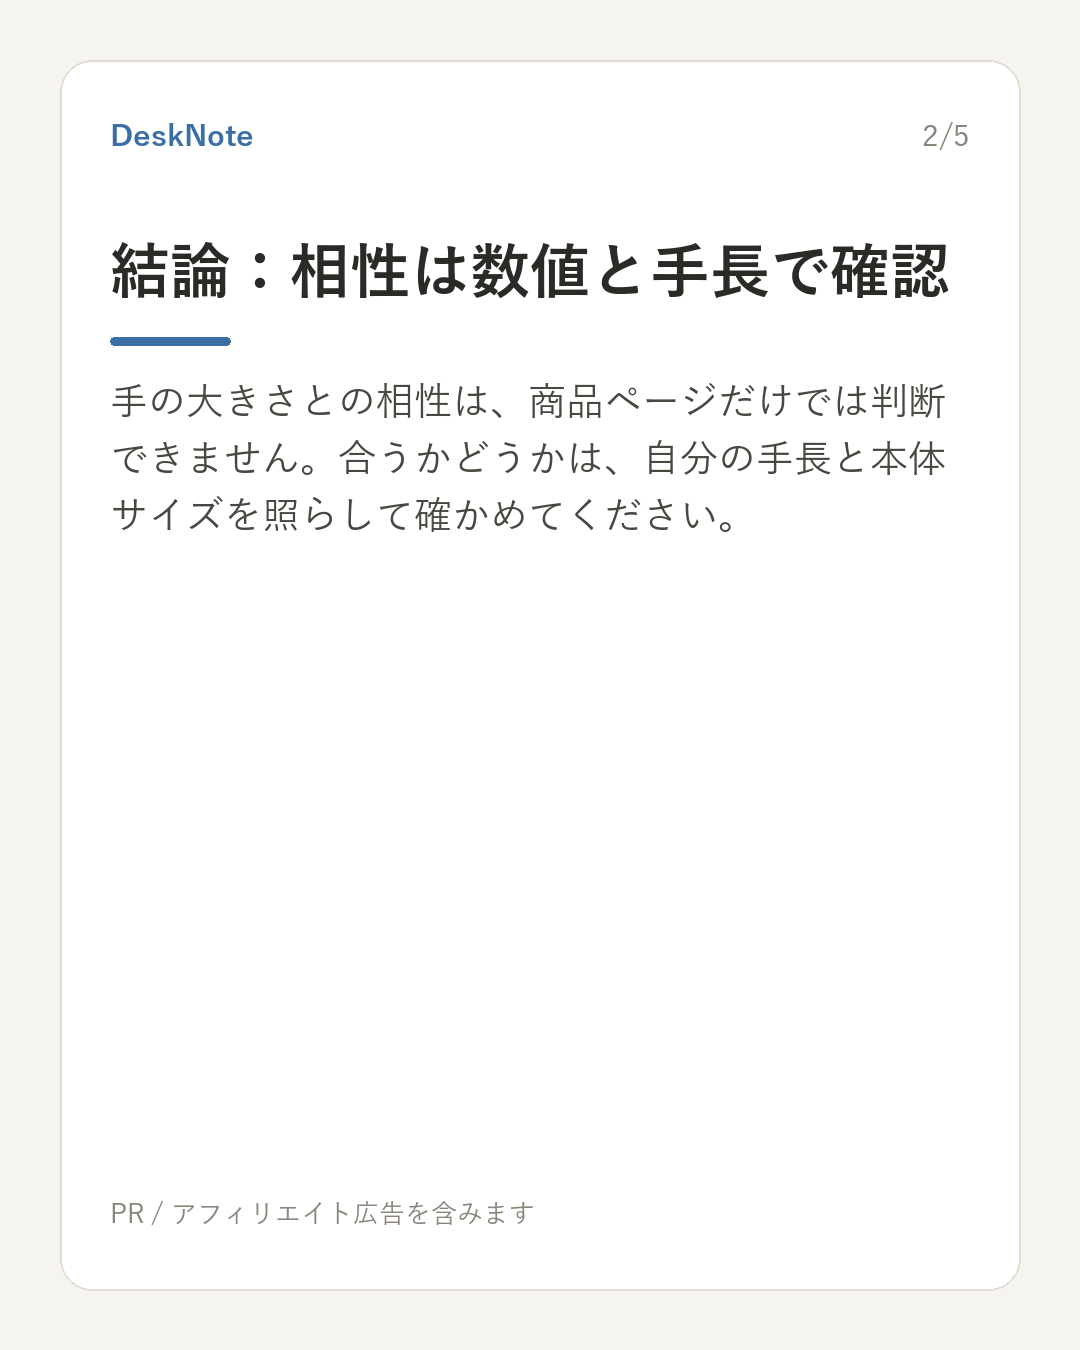 DeskNote
2/5
結論：相性は数値と手長で確認
手の大きさとの相性は、商品ページだけでは判断
できません。合うかどうかは、自分の手長と本体
サイズを照らして確かめてください。
PR / アフィリエイト広告を含みます